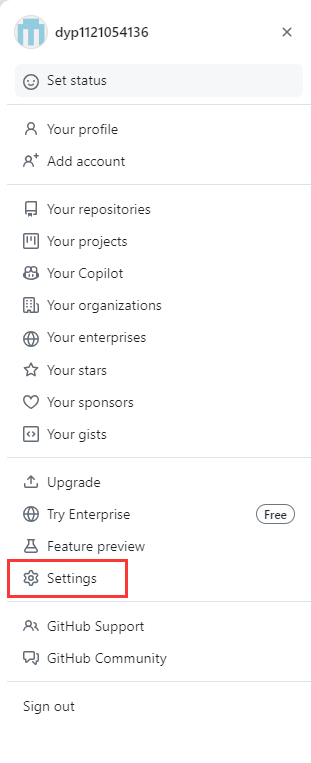 dyp1121054136
Set status
Your profile
Add account
Your repositories
Your projects
Your Copilot
Your organizations
Your enterprises
Your stars
Your sponsors
Your gists
Upgrade
Try Enterprise Free
Feature preview
Settings
GitHub Support
GitHub Community
Sign out